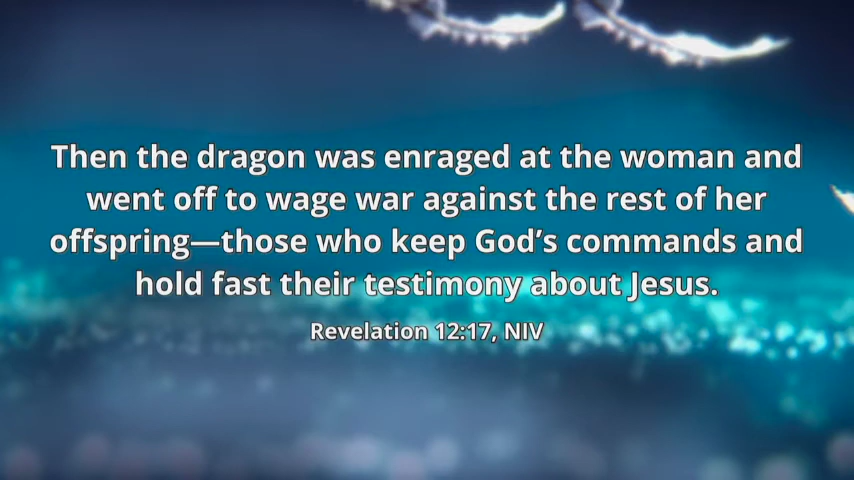 Then the dragon was enraged at the woman and
went off to wage war against the rest of her
offspring—those who keep God’s commands and
hold fast their testimony about Jesus.
Revelation 12:17, NIV